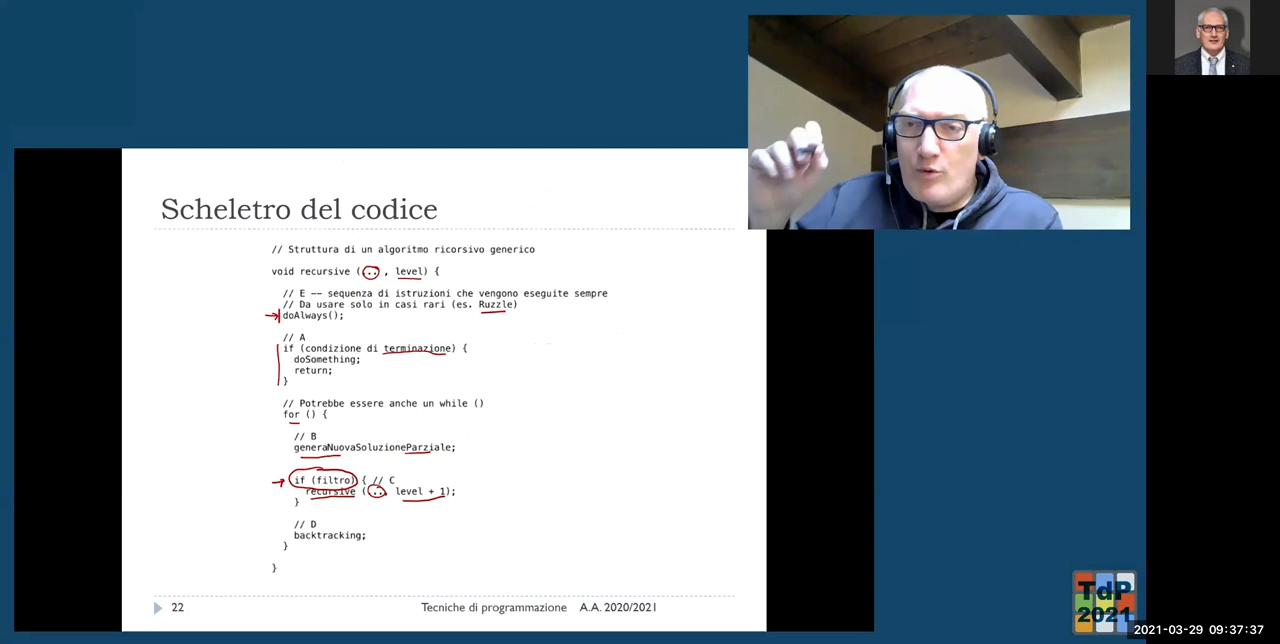 Scheletro del codice
// Struttura di un algoritmo ricorsivo generico
void recursive (... , level) {
// E -- sequenza di istruzioni che vengono eseguite sempre
// Da usare solo in casi rari (es. Ruzzle)
doAlways();
// A
if (condizione di terminazione) {
doSomething;
return;
}
// Potrebbe essere anche un while ()
for () {
// B
generaNuovaSoluzioneParziale;
if (filtro) { // C
recursive (..., level + 1);
}
// D
backtracking;
}
}
22
Tecniche di programmazione A.A. 2020/2021
TdP
2021
2021-03-29 09:37:37